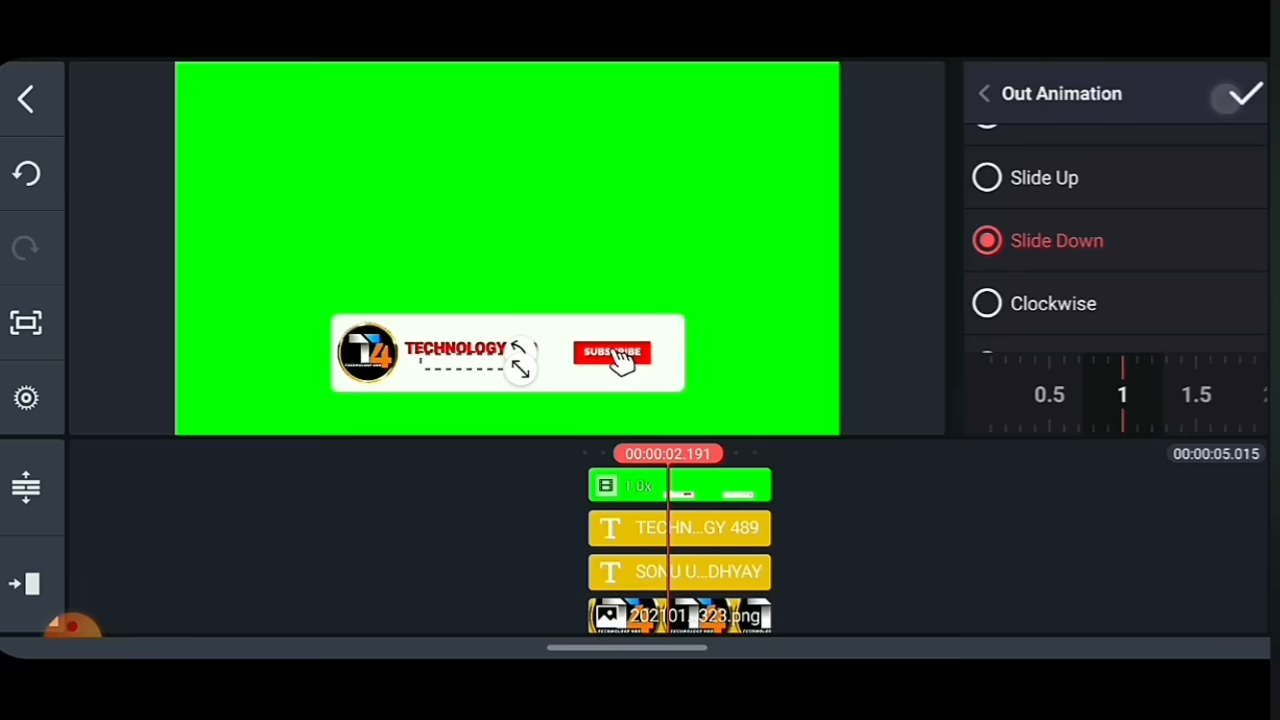 Out Animation
Slide Up
Slide Down
Clockwise
0.5 1 1.5
T4
TECHNOLOGY
SUBSCRIBE
00:00:02.191
00:00:05.015
1.0x
T TECHN...GY 489
T SONU U...DHYAY
202101...323.png